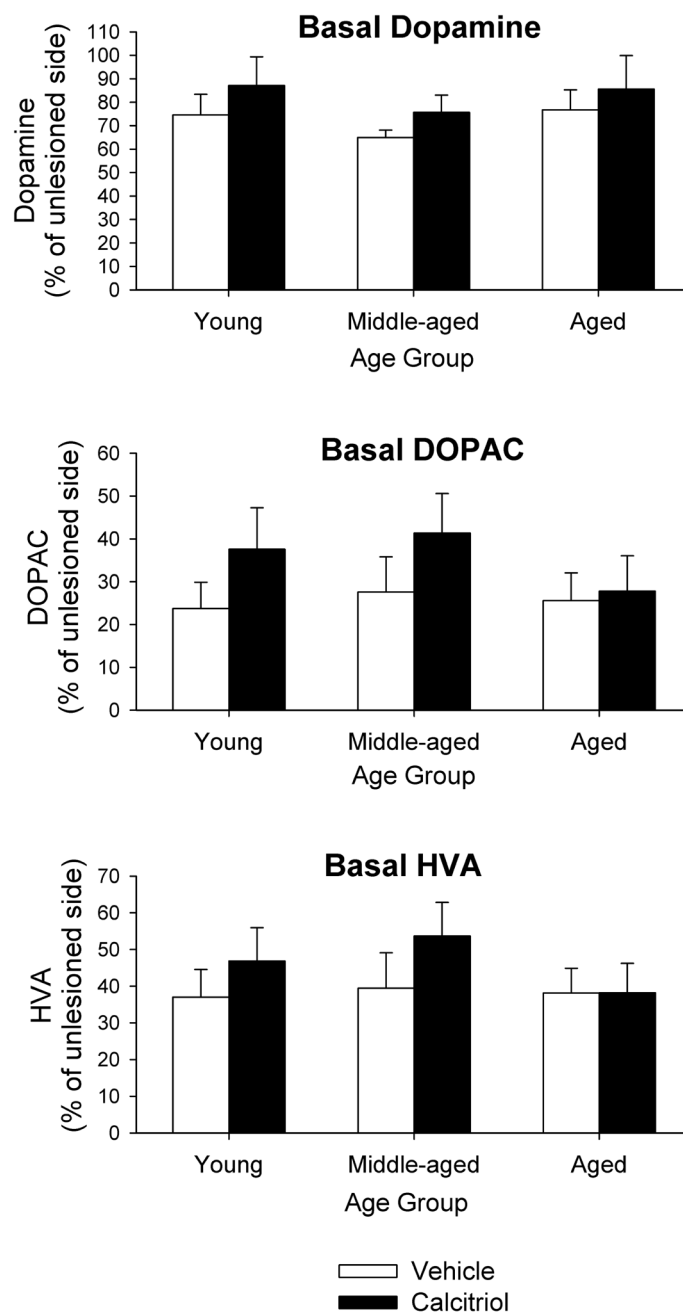 Basal Dopamine
Dopamine
(% of unlesioned side)
110
100
90
80
70
60
50
40
30
20
10
0
Young Middle-aged Aged
Age Group
Basal DOPAC
DOPAC
(% of unlesioned side)
60
50
40
30
20
10
0
Young Middle-aged Aged
Age Group
Basal HVA
HVA
(% of unlesioned side)
70
60
50
40
30
20
10
0
Young Middle-aged Aged
Age Group
Vehicle
Calcitriol